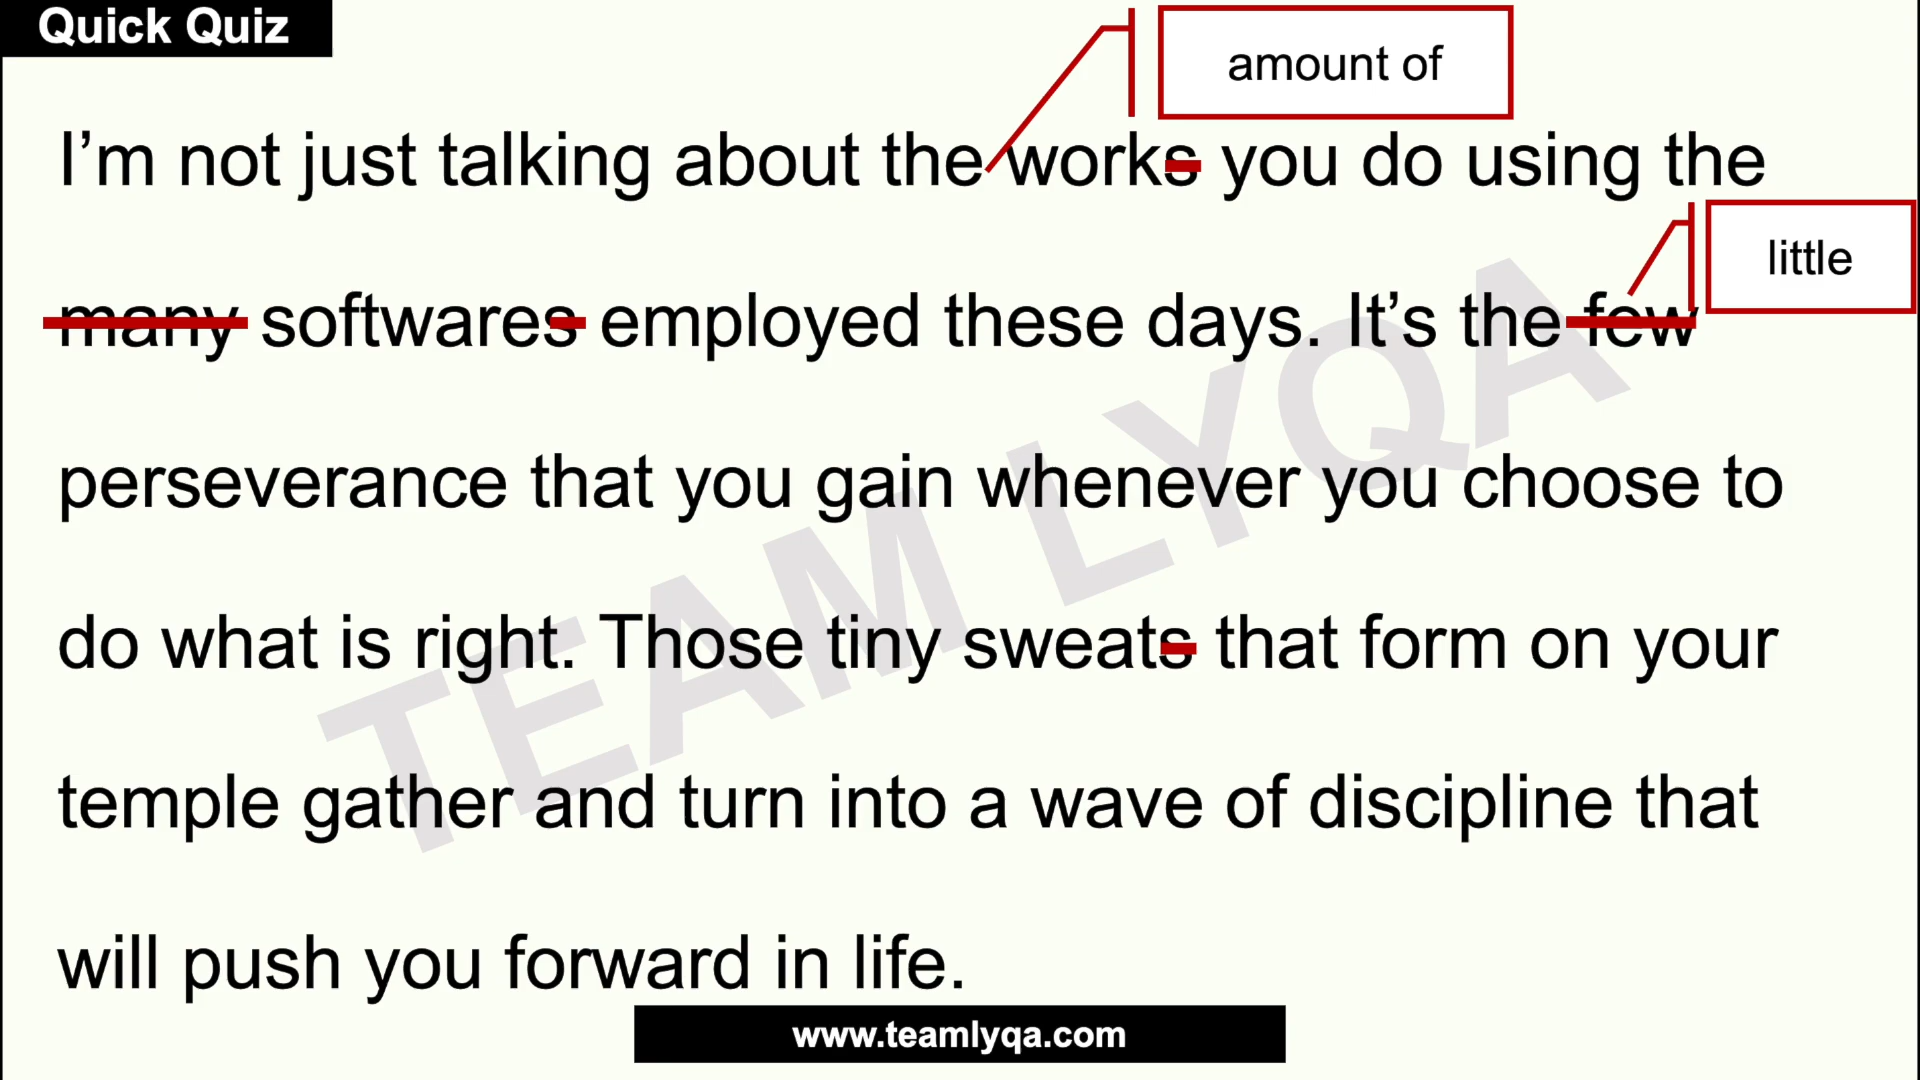 Quick Quiz
amount of
I’m not just talking about the works you do using the
little
many softwares employed these days. It’s the few
perseverance that you gain whenever you choose to
do what is right. Those tiny sweats that form on your
temple gather and turn into a wave of discipline that
will push you forward in life.
TEAM LYQA
www.teamlyqa.com